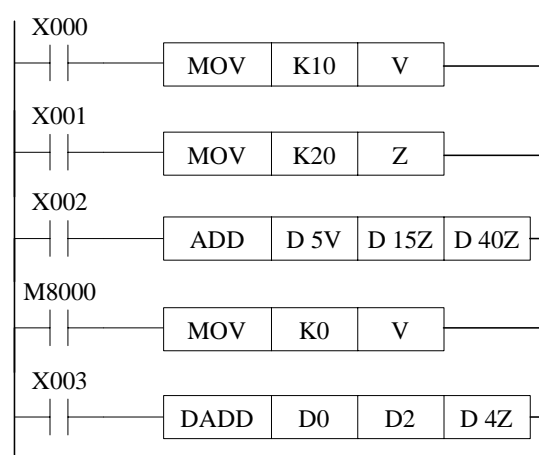 X000
MOV K10 V
X001
MOV K20 Z
X002
ADD D 5V D 15Z D 40Z
M8000
MOV K0 V
X003
DADD D0 D2 D 4Z